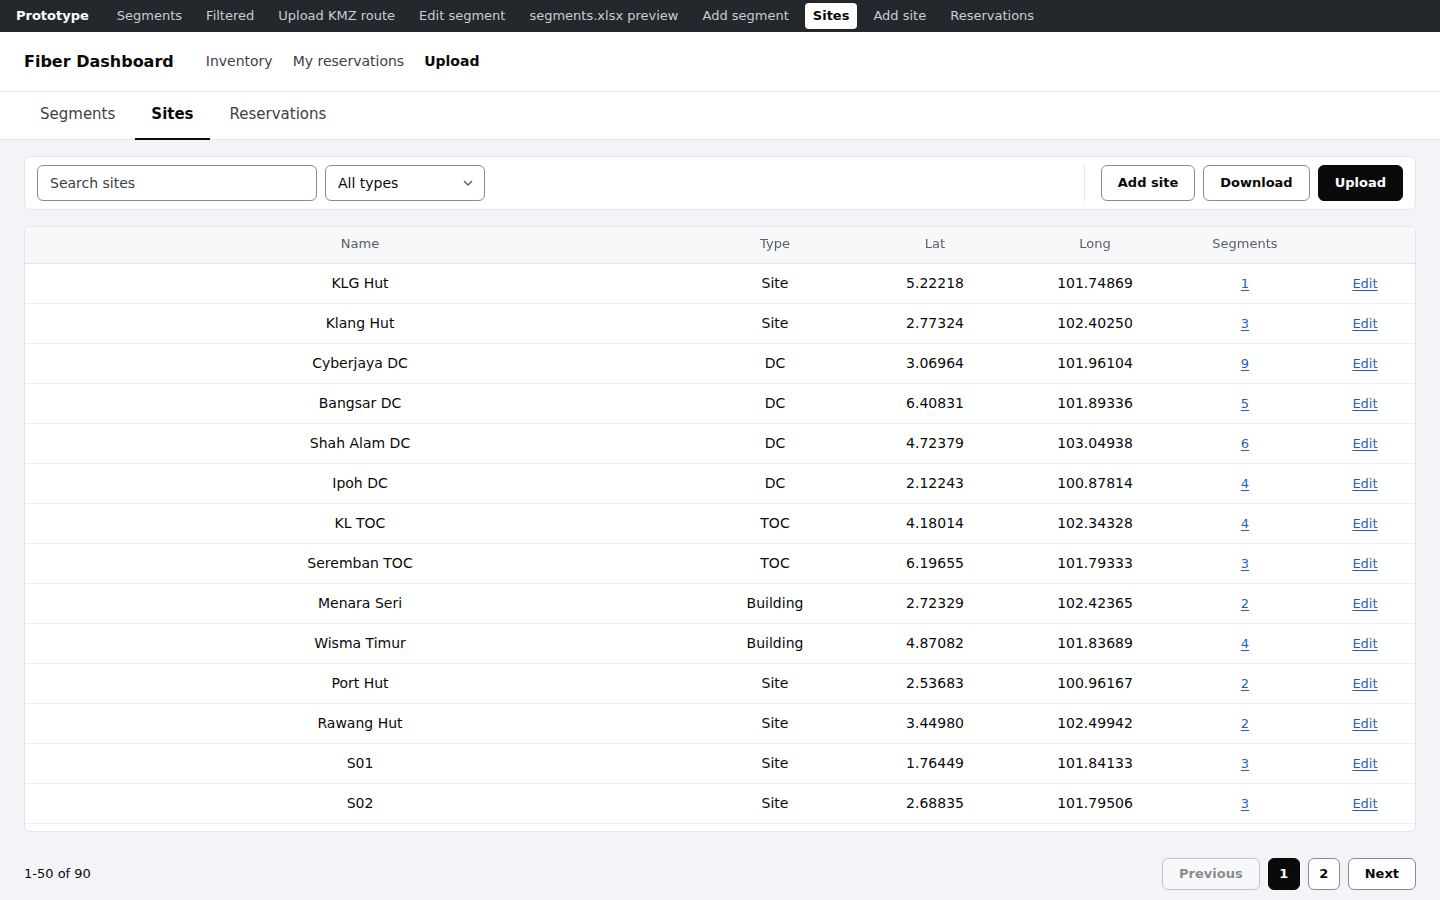 Prototype Segments Filtered Upload KMZ route Edit segment segments.xlsx preview Add segment Sites Add site Reservations
Fiber Dashboard Inventory My reservations Upload
Segments Sites Reservations
Search sites All types Add site Download Upload
Name Type Lat Long Segments
KLG Hut Site 5.22218 101.74869 1 Edit
Klang Hut Site 2.77324 102.40250 3 Edit
Cyberjaya DC DC 3.06964 101.96104 9 Edit
Bangsar DC DC 6.40831 101.89336 5 Edit
Shah Alam DC DC 4.72379 103.04938 6 Edit
Ipoh DC DC 2.12243 100.87814 4 Edit
KL TOC TOC 4.18014 102.34328 4 Edit
Seremban TOC TOC 6.19655 101.79333 3 Edit
Menara Seri Building 2.72329 102.42365 2 Edit
Wisma Timur Building 4.87082 101.83689 4 Edit
Port Hut Site 2.53683 100.96167 2 Edit
Rawang Hut Site 3.44980 102.49942 2 Edit
S01 Site 1.76449 101.84133 3 Edit
S02 Site 2.68835 101.79506 3 Edit
1-50 of 90 Previous 1 2 Next